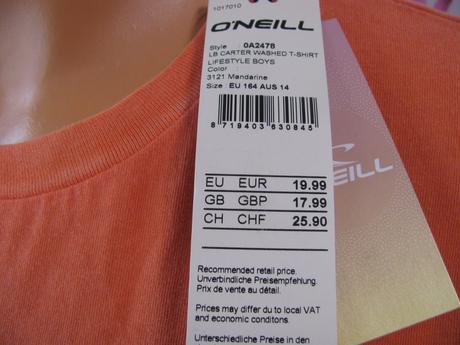 1017010
O'NEILL
Style : 0A2478
LB CARTER WASHED T-SHIRT
LIFESTYLE BOYS
Color :
3121 Mandarine
Size : EU 164 AUS 14
8 719403 630845
EU EUR 19.99
GB GBP 17.99
CH CHF 25.90
Recommended retail price.
Unverbindliche Preisempfehlung.
Prix de vente au détail.
Prices may differ due to local VAT
and economic conditons.
Unterschiedliche Preise in den
EILL